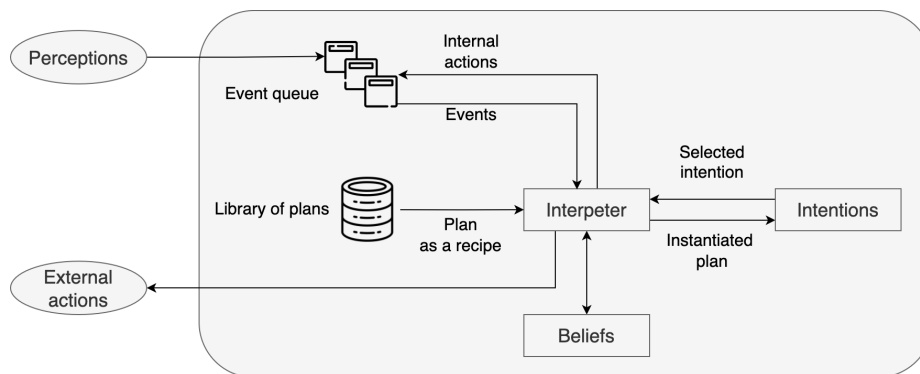 Perceptions
Event queue
Internal
actions
Events
Library of plans
Plan
as a recipe
Interpeter
Selected
intention
Intentions
Instantiated
plan
External
actions
Beliefs